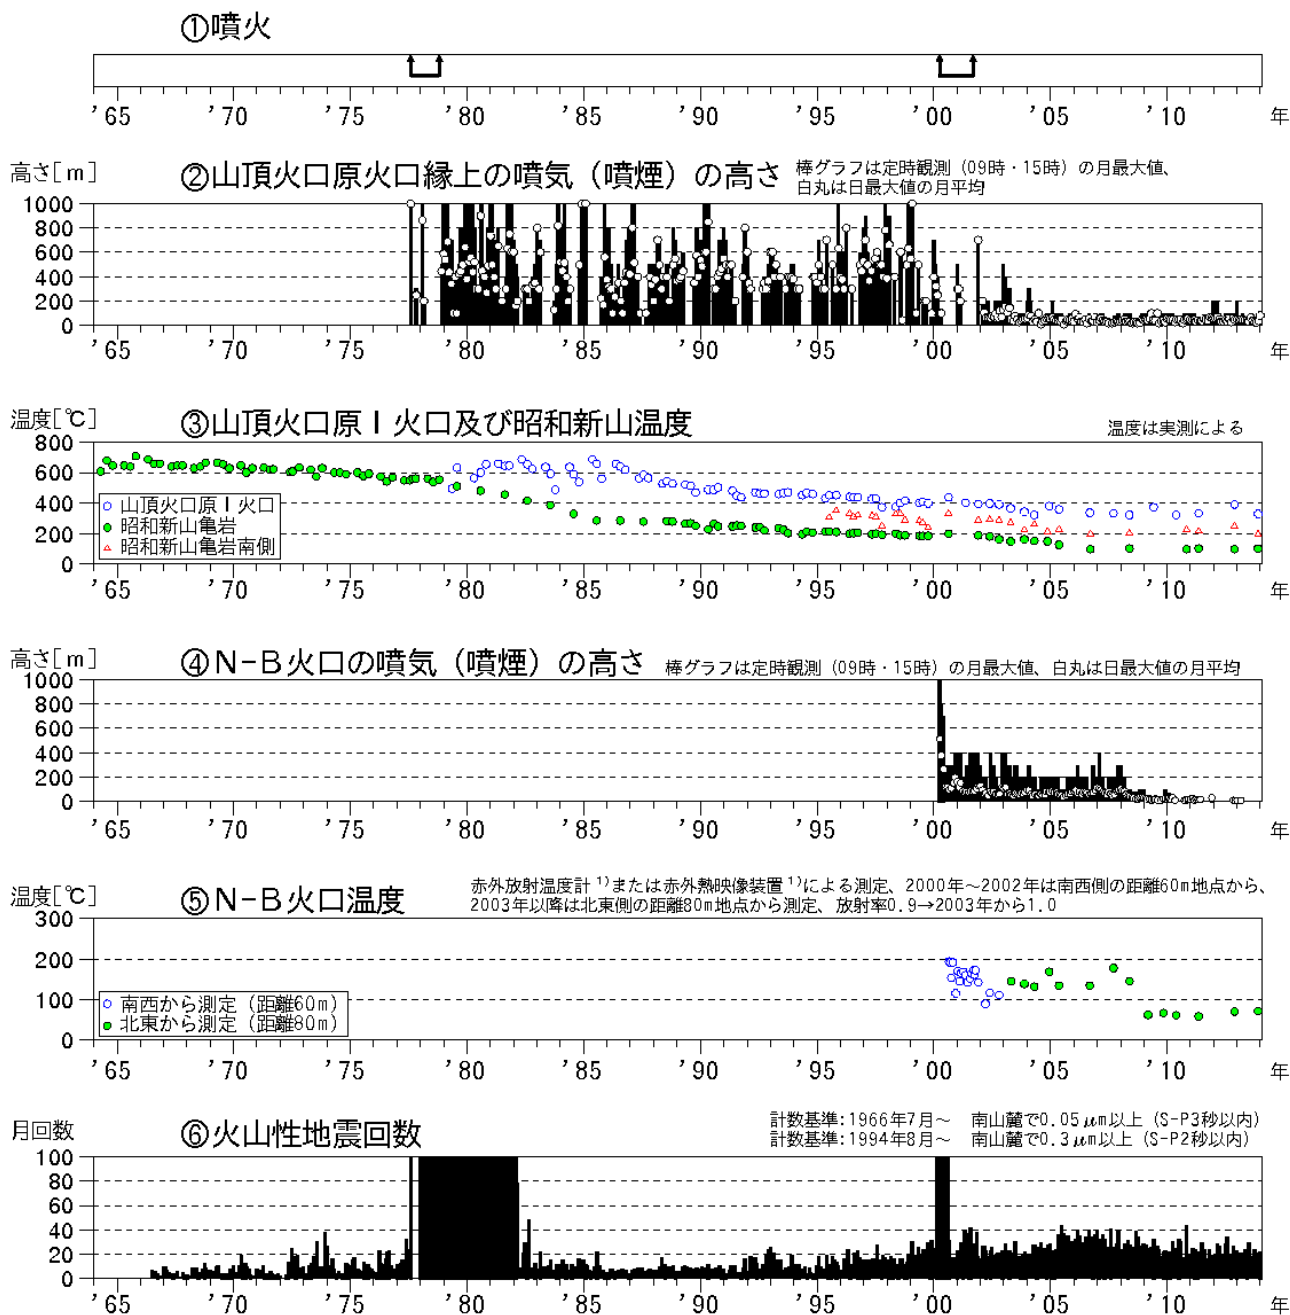 ①噴火
'65 '70 '75 '80 '85 '90 '95 '00 '05 '10 年
高さ[m] ②山頂火口原火口縁上の噴気(噴煙)の高さ 棒グラフは定時観測(09時・15時)の月最大値、
白丸は日最大値の月平均
1000
800
600
400
200
0
'65 '70 '75 '80 '85 '90 '95 '00 '05 '10 年
温度[℃] ③山頂火口原Ⅰ火口及び昭和新山温度 温度は実測による
800
600
400
200
0
山頂火口原Ⅰ火口
昭和新山亀岩
昭和新山亀岩南側
'65 '70 '75 '80 '85 '90 '95 '00 '05 '10 年
高さ[m] ④N-B火口の噴気(噴煙)の高さ 棒グラフは定時観測(09時・15時)の月最大値、白丸は日最大値の月平均
1000
800
600
400
200
0
'65 '70 '75 '80 '85 '90 '95 '00 '05 '10 年
温度[℃] ⑤N-B火口温度 赤外放射温度計1)または赤外熱映像装置1)による測定、2000年~2002年は南西側の距離60m地点から、
2003年以降は北東側の距離80m地点から測定、放射率0.9→2003年から1.0
300
200
100
0
南西から測定(距離60m)
北東から測定(距離80m)
'65 '70 '75 '80 '85 '90 '95 '00 '05 '10 年
月回数 ⑥火山性地震回数 計数基準:1966年7月~ 南山麓で0.05μm以上(S-P3秒以内)
計数基準:1994年8月~ 南山麓で0.3μm以上(S-P2秒以内)
100
80
60
40
20
0
'65 '70 '75 '80 '85 '90 '95 '00 '05 '10 年